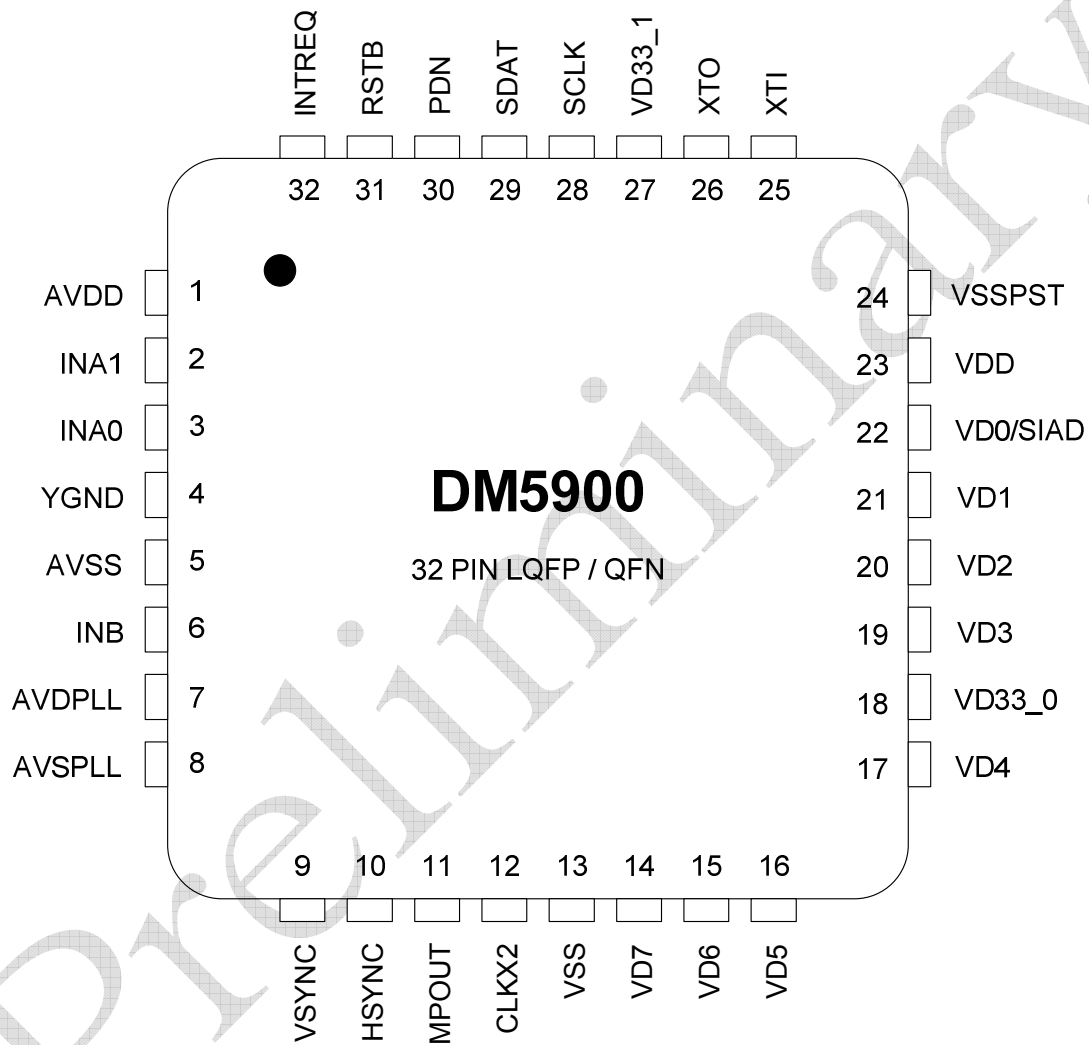 INTREQ
RSTB
PDN
SDAT
SCLK
VD33_1
XTO
XTI
32 31 30 29 28 27 26 25
AVDD 1
INA1 2
INA0 3
YGND 4
AVSS 5
INB 6
AVDPLL 7
AVSPLL 8
24 VSSPST
23 VDD
22 VD0/SIAD
21 VD1
20 VD2
19 VD3
18 VD33_0
17 VD4
DM5900
32 PIN LQFP / QFN
9 10 11 12 13 14 15 16
VSYNC
HSYNC
MPOUT
CLKX2
VSS
VD7
VD6
VD5
Preliminary